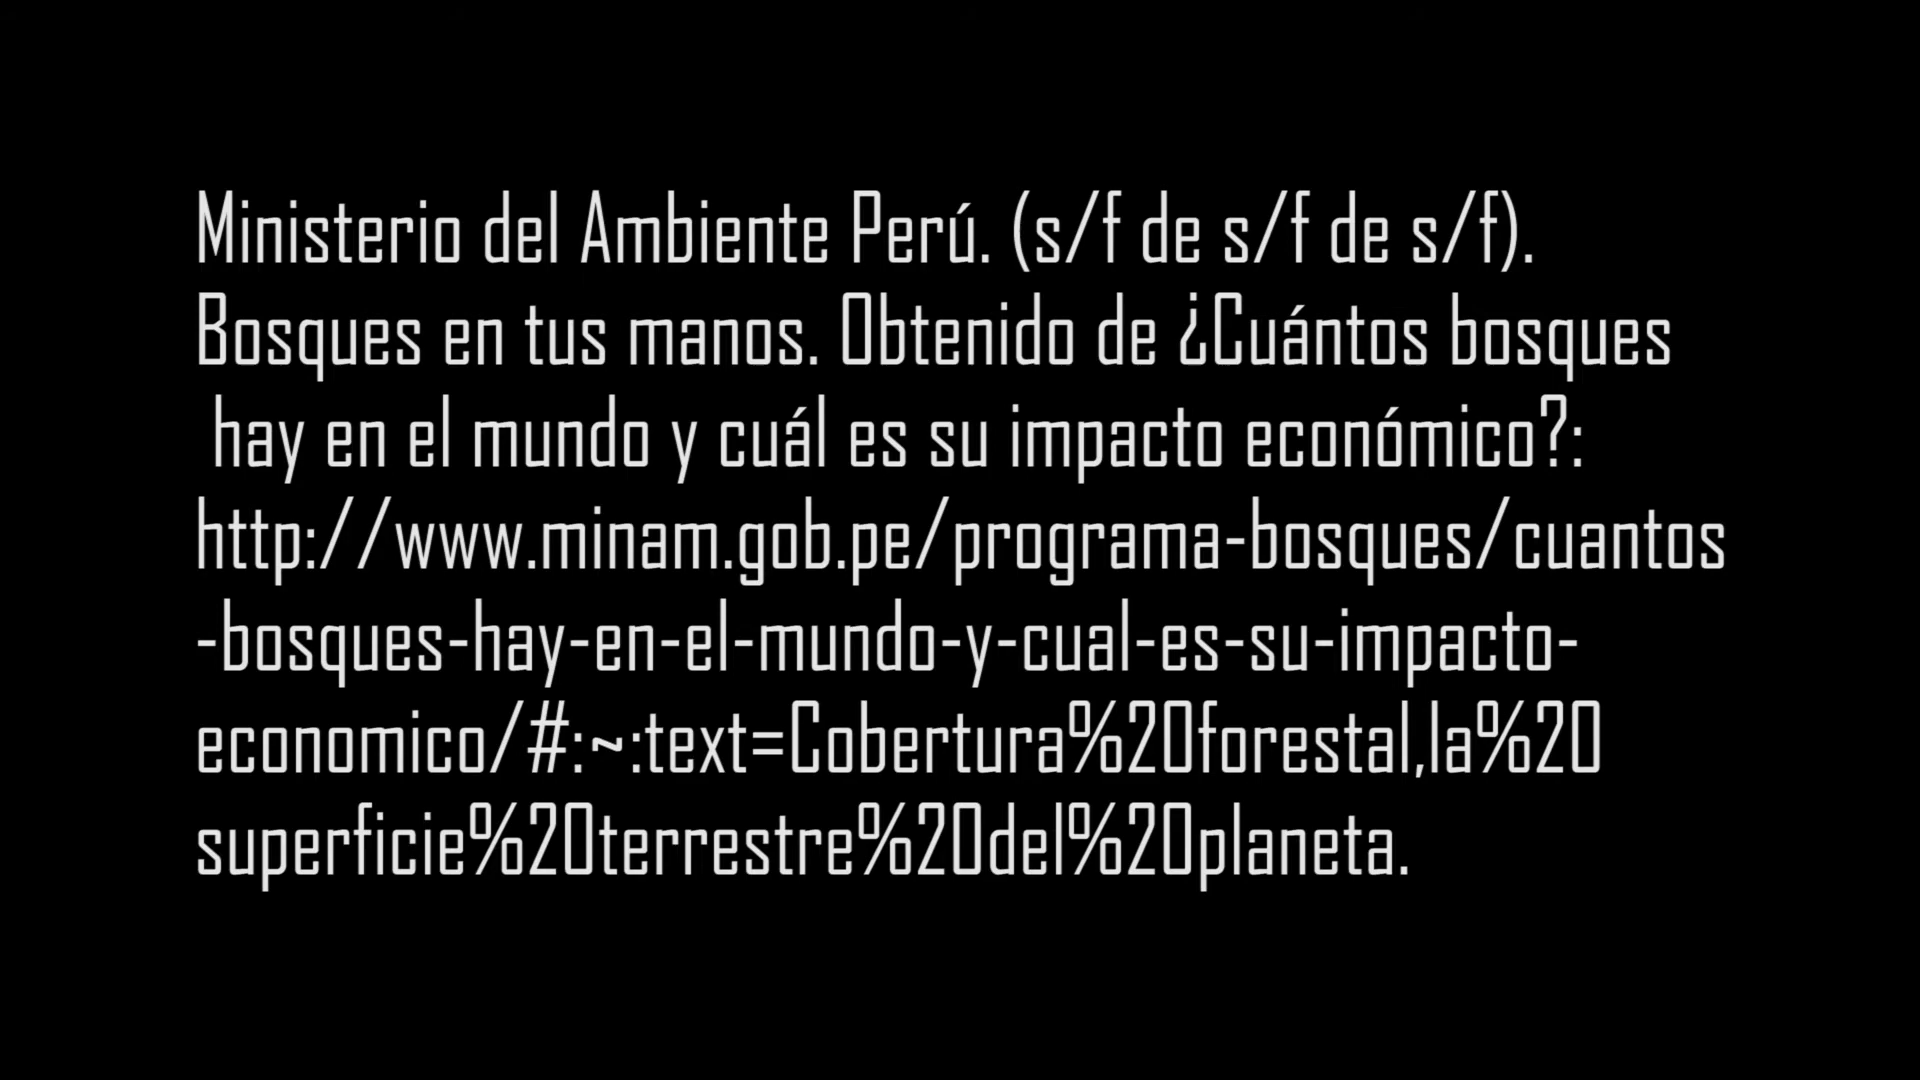 Ministerio del Ambiente Perú. (s/f de s/f de s/f).
Bosques en tus manos. Obtenido de ¿Cuántos bosques
hay en el mundo y cuál es su impacto económico?:
http://www.minam.gob.pe/programa-bosques/cuantos
-bosques-hay-en-el-mundo-y-cual-es-su-impacto-
economico/#:~:text=Cobertura%20forestal,la%20
superficie%20terrestre%20del%20planeta.